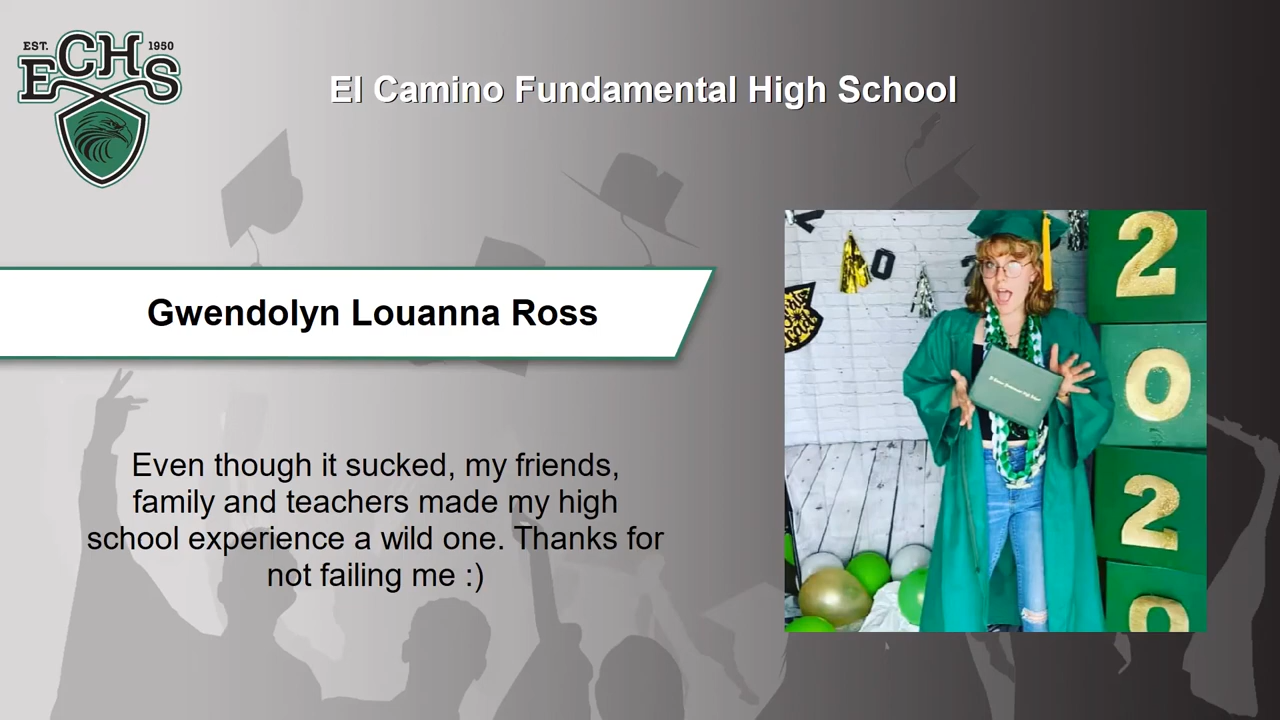 EST. 1950
ECHS
El Camino Fundamental High School
Gwendolyn Louanna Ross
Even though it sucked, my friends,
family and teachers made my high
school experience a wild one. Thanks for
not failing me :)
2
0
2
0